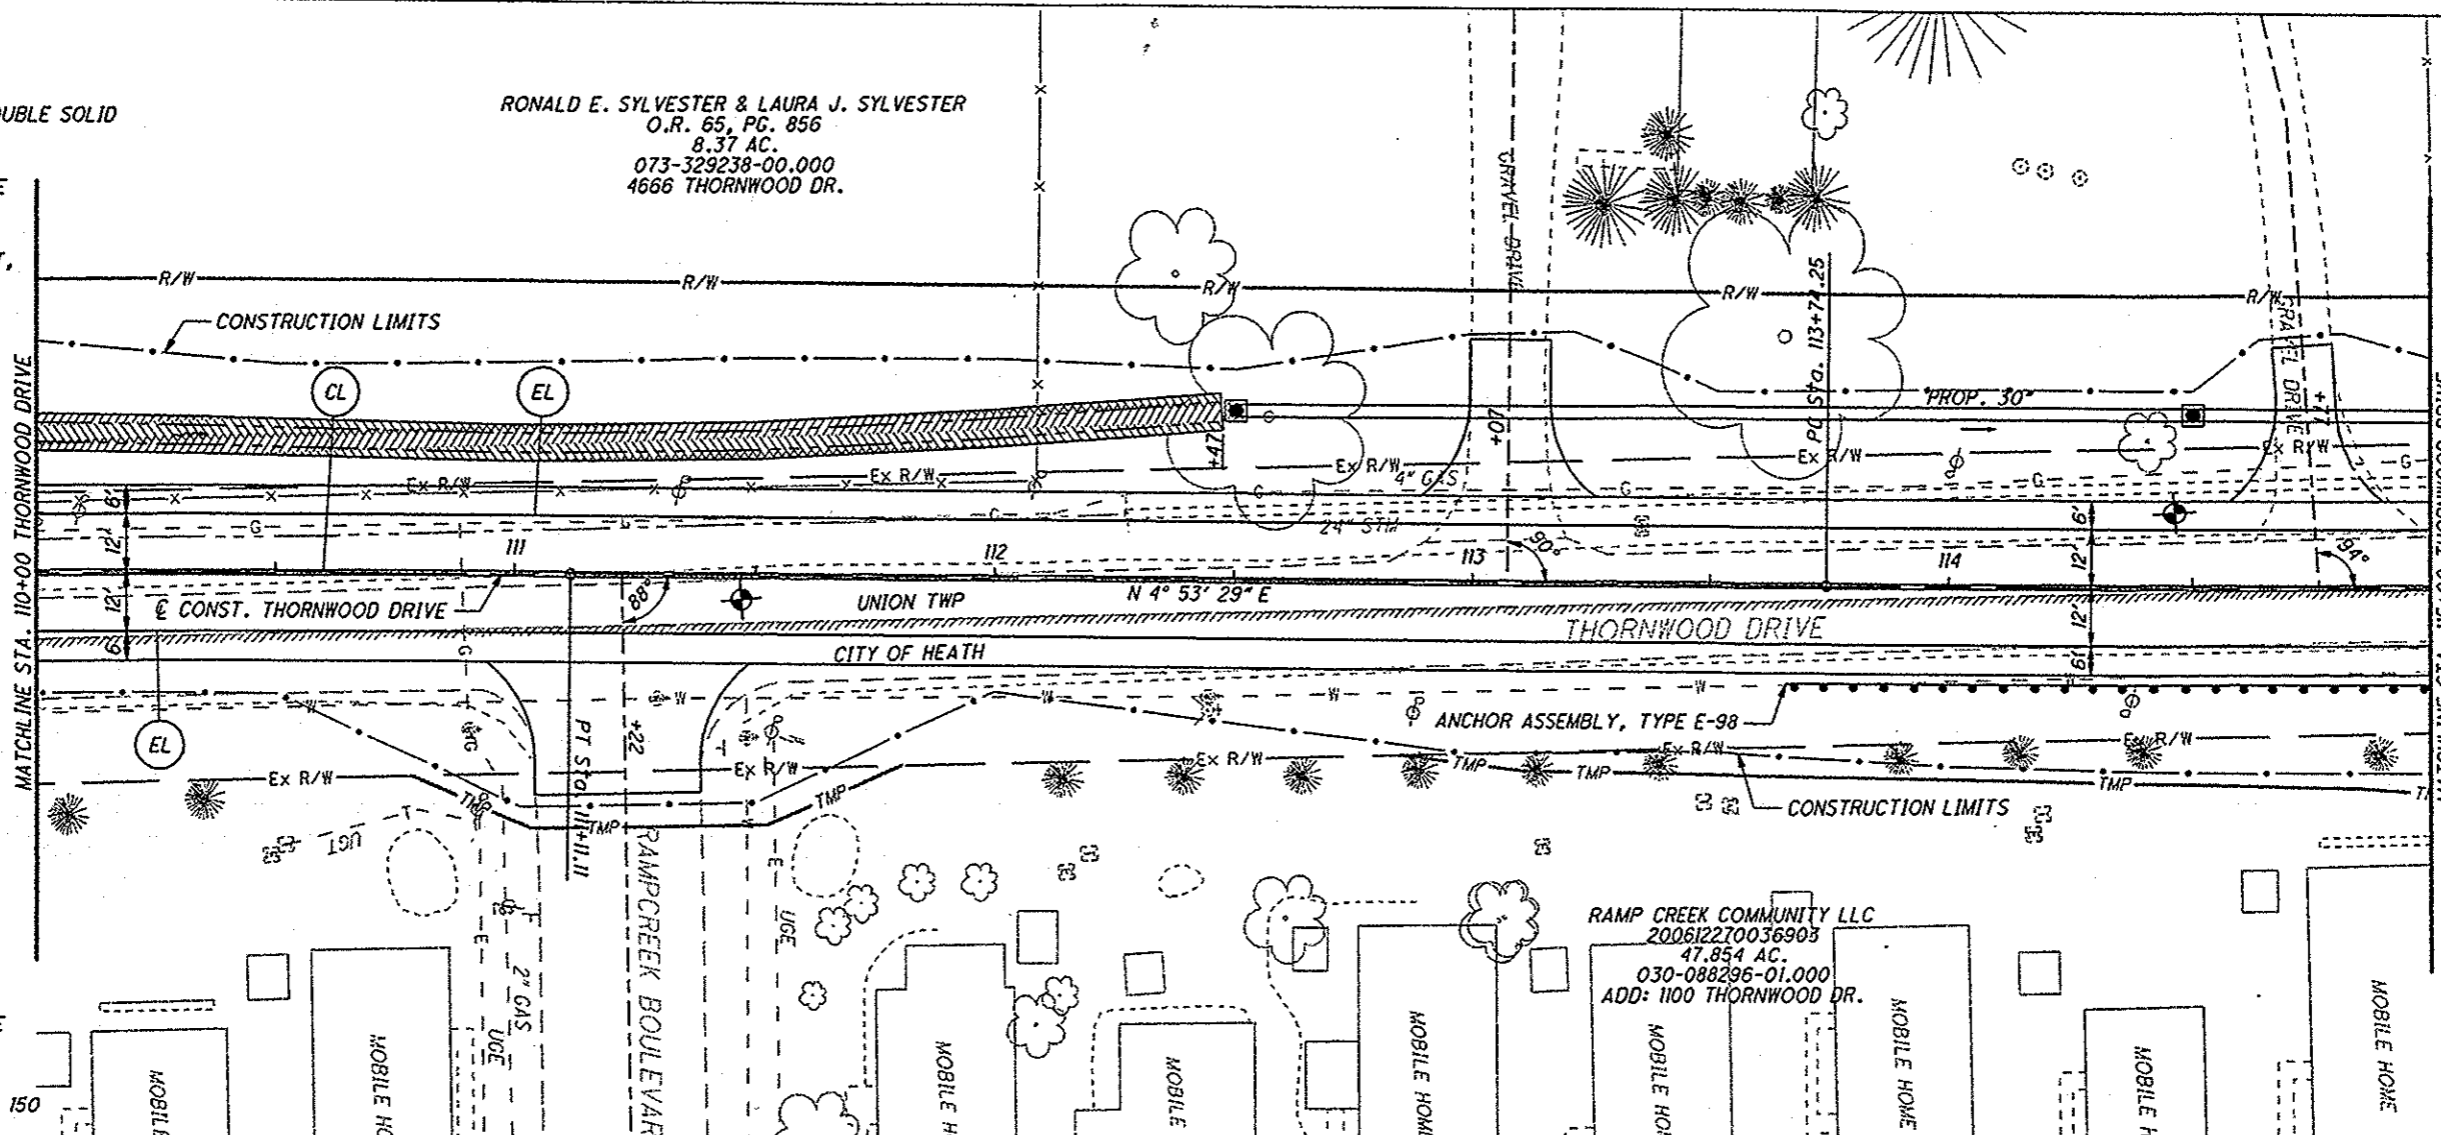 UBLE SOLID
RONALD E. SYLVESTER & LAURA J. SYLVESTER
O.R. 65, PG. 856
8.37 AC.
073-329238-00.000
4666 THORNWOOD DR.
R/W
R/W
R/W
R/W
R/W
CONSTRUCTION LIMITS
MATCHLINE STA. 110+00 THORNWOOD DRIVE
CL
EL
GRAVEL DRIVE
PC Sta. 113+74.25
GRAVEL DRIVE
+77
PROP. 30"
+47
+07
Ex R/W
Ex R/W
Ex R/W
Ex R/W
Ex R/W
4" GAS
G
G
G
G
G
G
24" STM
6'
12'
12'
6'
111
112
113
114
90°
94°
88°
6'
12'
12'
6'
℄ CONST. THORNWOOD DRIVE
UNION TWP
N 4° 53' 29" E
THORNWOOD DRIVE
CITY OF HEATH
EL
G
W
W
W
W
W
PT Sta. 111+11.11
+22
T
ANCHOR ASSEMBLY, TYPE E-98
Ex R/W
Ex R/W
Ex R/W
Ex R/W
Ex R/W
TMP
TMP
TMP
TMP
TMP
TMP
CONSTRUCTION LIMITS
UGT
T
E
E
2" GAS
UGE
RAMPCREEK BOULEVAR
UGE
RAMP CREEK COMMUNITY LLC
200612270036903
47.854 AC.
030-088296-01.000
ADD: 1100 THORNWOOD DR.
MOBILE
MOBILE HO
MOBILE H
MOBILE
MOBILE HOM
MOBILE HO
MOBILE HOME
MOBILE H
MOBILE HOME
150